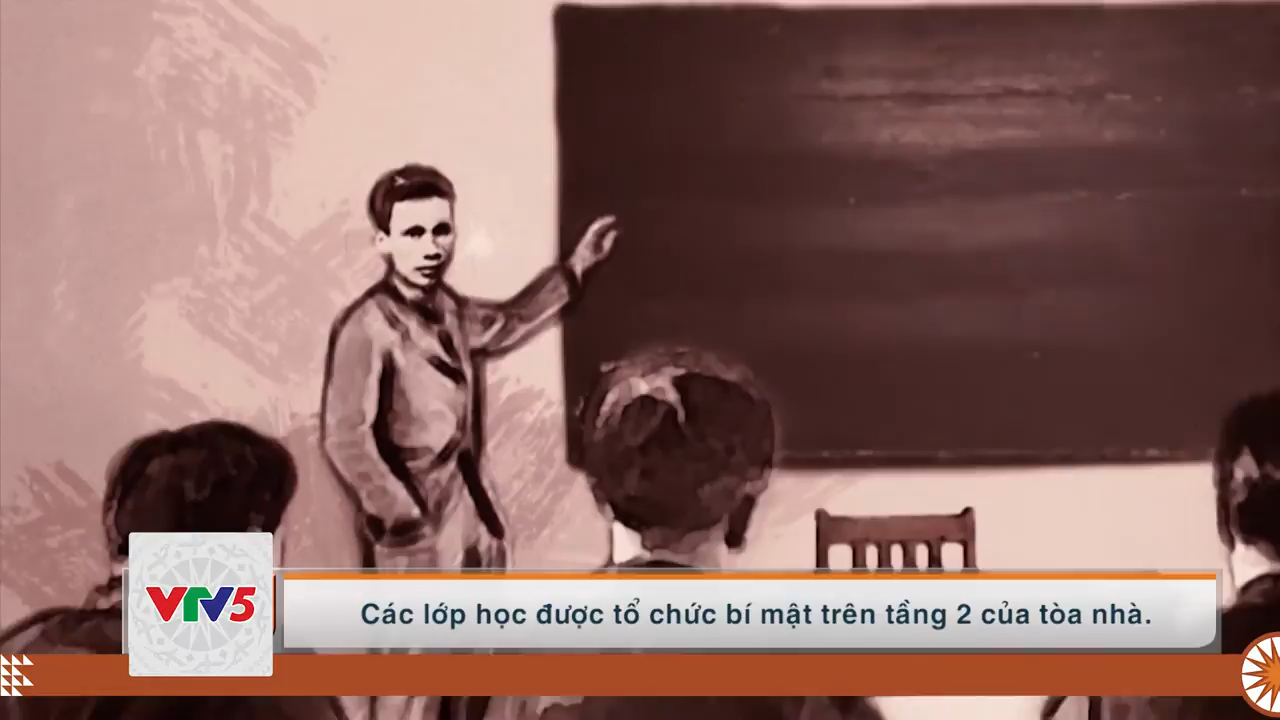 VTV5
Các lớp học được tổ chức bí mật trên tầng 2 của tòa nhà.